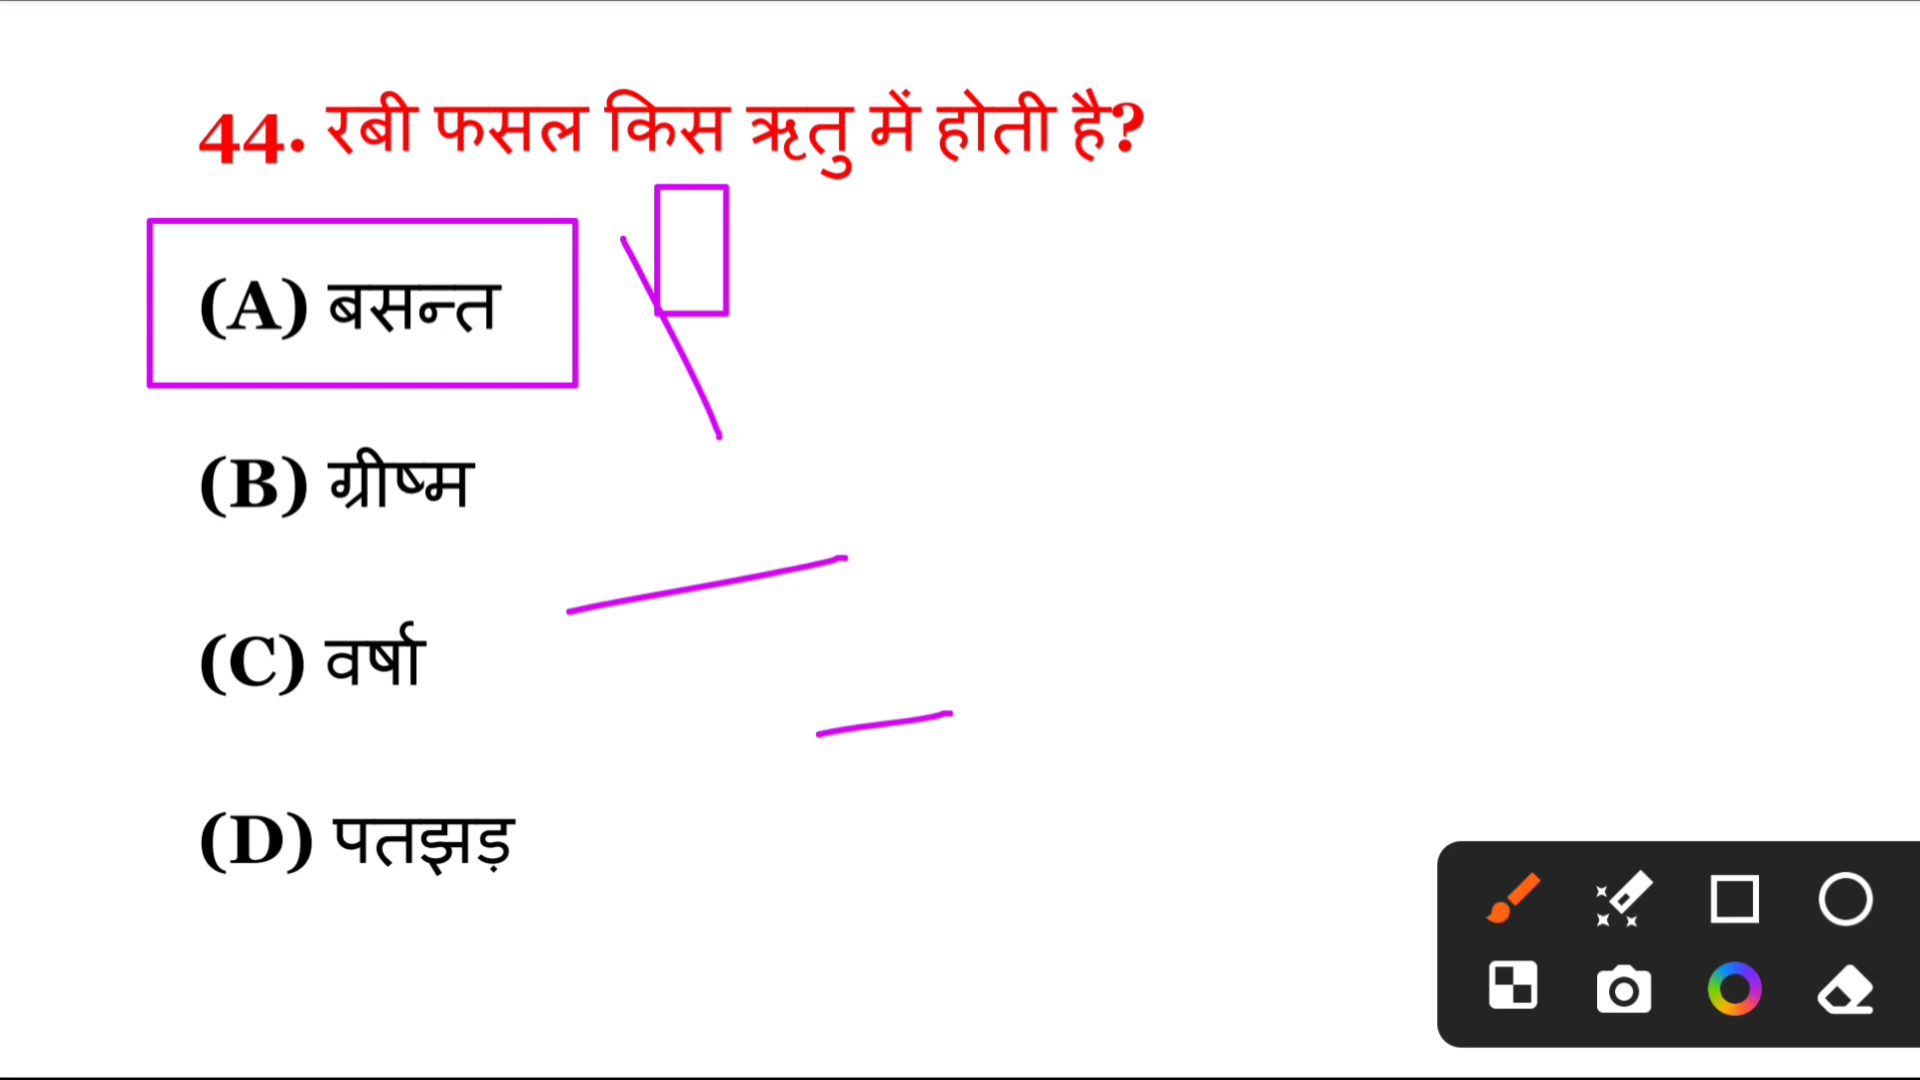 44. रबी फसल किस ऋतु में होती है?
(A) बसन्त
(B) ग्रीष्म
(C) वर्षा
(D) पतझड़